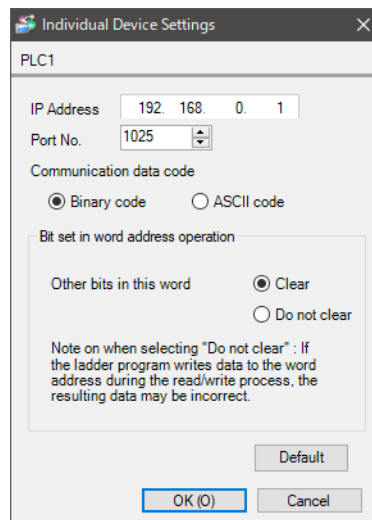 Individual Device Settings
PLC1
IP Address 192. 168. 0. 1
Port No. 1025
Communication data code
Binary code ASCII code
Bit set in word address operation
Other bits in this word Clear
Do not clear
Note on when selecting "Do not clear" : If
the ladder program writes data to the word
address during the read/write process, the
resulting data may be incorrect.
Default
OK (O) Cancel